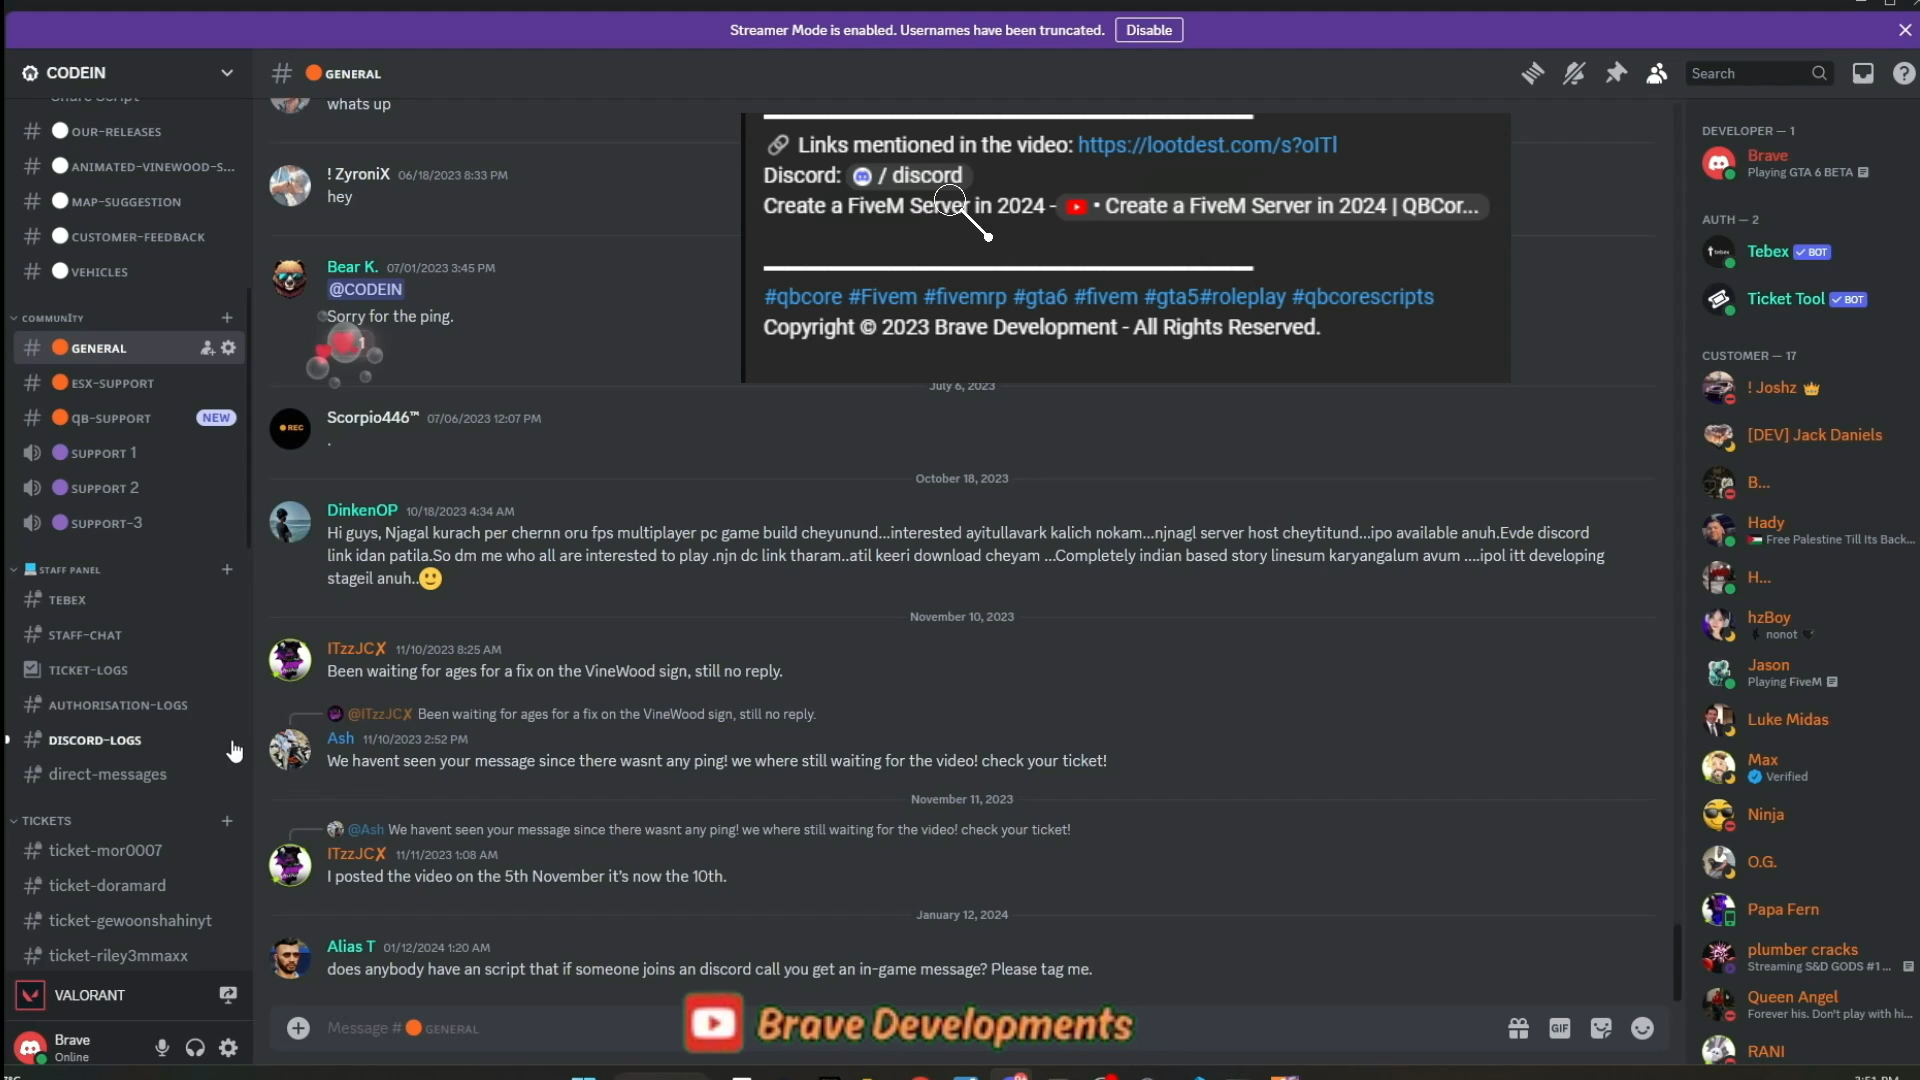 Streamer Mode is enabled. Usernames have been truncated. Disable
CODEIN
OUR-RELEASES
ANIMATED-VINEWOOD-S...
MAP-SUGGESTION
CUSTOMER-FEEDBACK
VEHICLES
COMMUNITY
GENERAL
ESX-SUPPORT
QB-SUPPORT NEW
SUPPORT 1
SUPPORT 2
SUPPORT-3
STAFF PANEL
TEBEX
STAFF-CHAT
TICKET-LOGS
AUTHORISATION-LOGS
DISCORD-LOGS
direct-messages
TICKETS
ticket-mor0007
ticket-doramard
ticket-gewoonshahinyt
ticket-riley3mmaxx
VALORANT
Brave
Online
# GENERAL
Search
whats up
! ZyroniX 06/18/2023 8:33 PM
hey
Bear K. 07/01/2023 3:45 PM
@CODEIN
Sorry for the ping.
1
🔗 Links mentioned in the video: https://lootdest.com/s?oITl
Discord: / discord
Create a FiveM Server in 2024 - • Create a FiveM Server in 2024 | QBCor...
#qbcore #Fivem #fivemrp #gta6 #fivem #gta5#roleplay #qbcorescripts
Copyright © 2023 Brave Development - All Rights Reserved.
July 6, 2023
REC
Scorpio446™ 07/06/2023 12:07 PM
.
October 18, 2023
DinkenOP 10/18/2023 4:34 AM
Hi guys, Njagal kurach per chernn oru fps multiplayer pc game build cheyunund...interested ayitullavark kalich nokam...njnagl server host cheytitund...ipo available anuh.Evde discord
link idan patila.So dm me who all are interested to play .njn dc link tharam..atil keeri download cheyam ...Completely indian based story linesum karyangalum avum ....ipol itt developing
stageil anuh..🙂
November 10, 2023
ITzzJCX 11/10/2023 8:25 AM
Been waiting for ages for a fix on the VineWood sign, still no reply.
@ITzzJCX Been waiting for ages for a fix on the VineWood sign, still no reply.
Ash 11/10/2023 2:52 PM
We havent seen your message since there wasnt any ping! we where still waiting for the video! check your ticket!
November 11, 2023
@Ash We havent seen your message since there wasnt any ping! we where still waiting for the video! check your ticket!
ITzzJCX 11/11/2023 1:08 AM
I posted the video on the 5th November it's now the 10th.
January 12, 2024
Alias T 01/12/2024 1:20 AM
does anybody have an script that if someone joins an discord call you get an in-game message? Please tag me.
Message # GENERAL
Brave Developments
GIF
DEVELOPER — 1
Brave
Playing GTA 6 BETA
AUTH — 2
Tebex BOT
Ticket Tool BOT
CUSTOMER — 17
! Joshz
[DEV] Jack Daniels
B...
Hady
🇵🇸 Free Palestine Till Its Back...
H...
hzBoy
nonot
Jason
Playing FiveM
Luke Midas
Max
Verified
Ninja
O.G.
Papa Fern
plumber cracks
Streaming S&D GODS #1 ...
Queen Angel
Forever his. Don't play with hi...
RANI